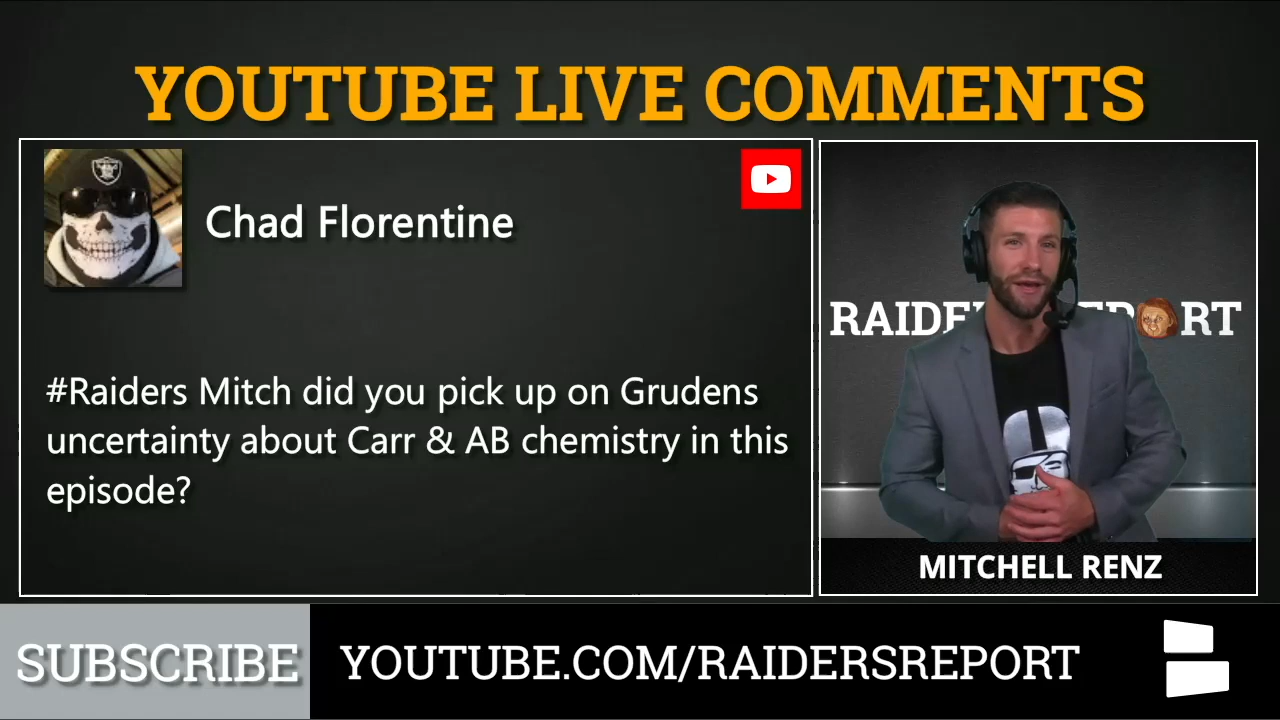 YOUTUBE LIVE COMMENTS
Chad Florentine
#Raiders Mitch did you pick up on Grudens
uncertainty about Carr & AB chemistry in this
episode?
MITCHELL RENZ
SUBSCRIBE
YOUTUBE.COM/RAIDERSREPORT